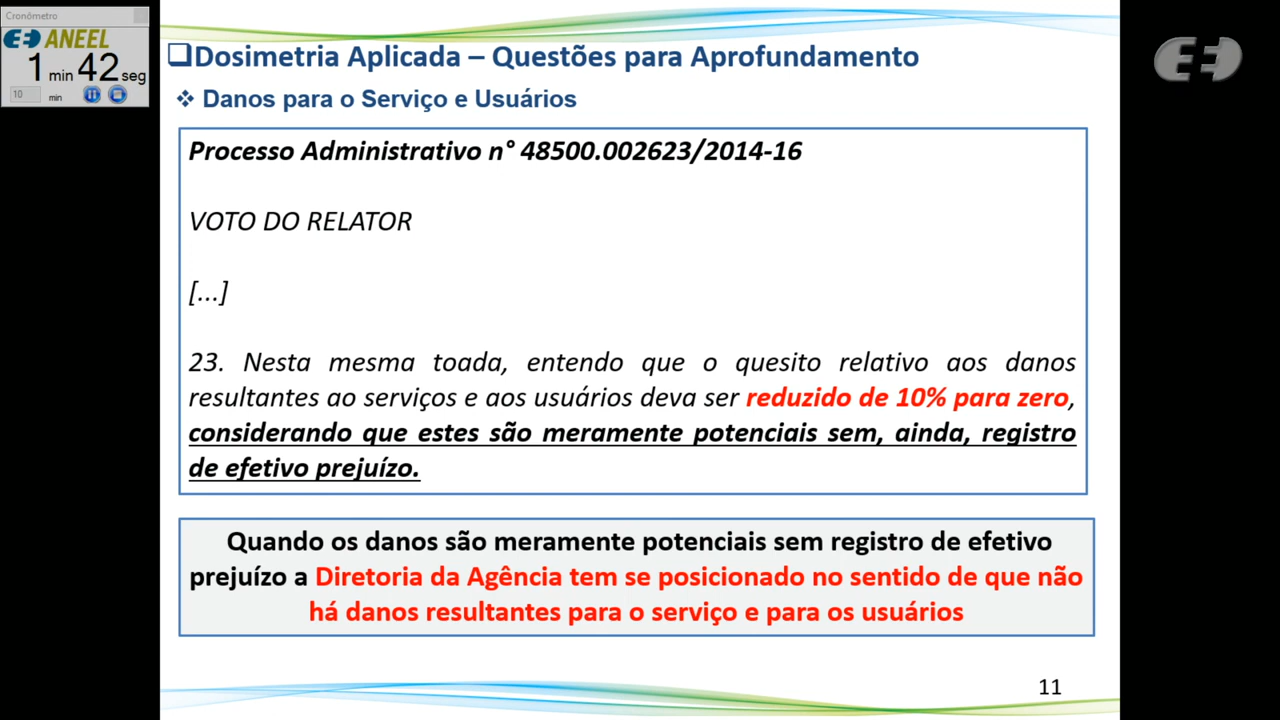 Cronômetro
ANEEL
1 min 42 seg
10 min
❑Dosimetria Aplicada – Questões para Aprofundamento
❖ Danos para o Serviço e Usuários
Processo Administrativo n° 48500.002623/2014-16
VOTO DO RELATOR
[...]
23. Nesta mesma toada, entendo que o quesito relativo aos danos
resultantes ao serviços e aos usuários deva ser reduzido de 10% para zero,
considerando que estes são meramente potenciais sem, ainda, registro
de efetivo prejuízo.
Quando os danos são meramente potenciais sem registro de efetivo
prejuízo a Diretoria da Agência tem se posicionado no sentido de que não
há danos resultantes para o serviço e para os usuários
11